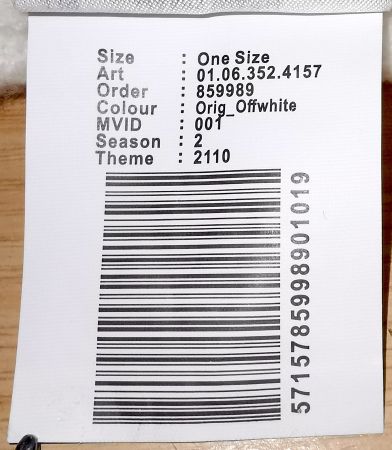 Size : One Size
Art : 01.06.352.4157
Order : 859989
Colour : Orig_Offwhite
MVID : 001
Season : 2
Theme : 2110
5715785998901019